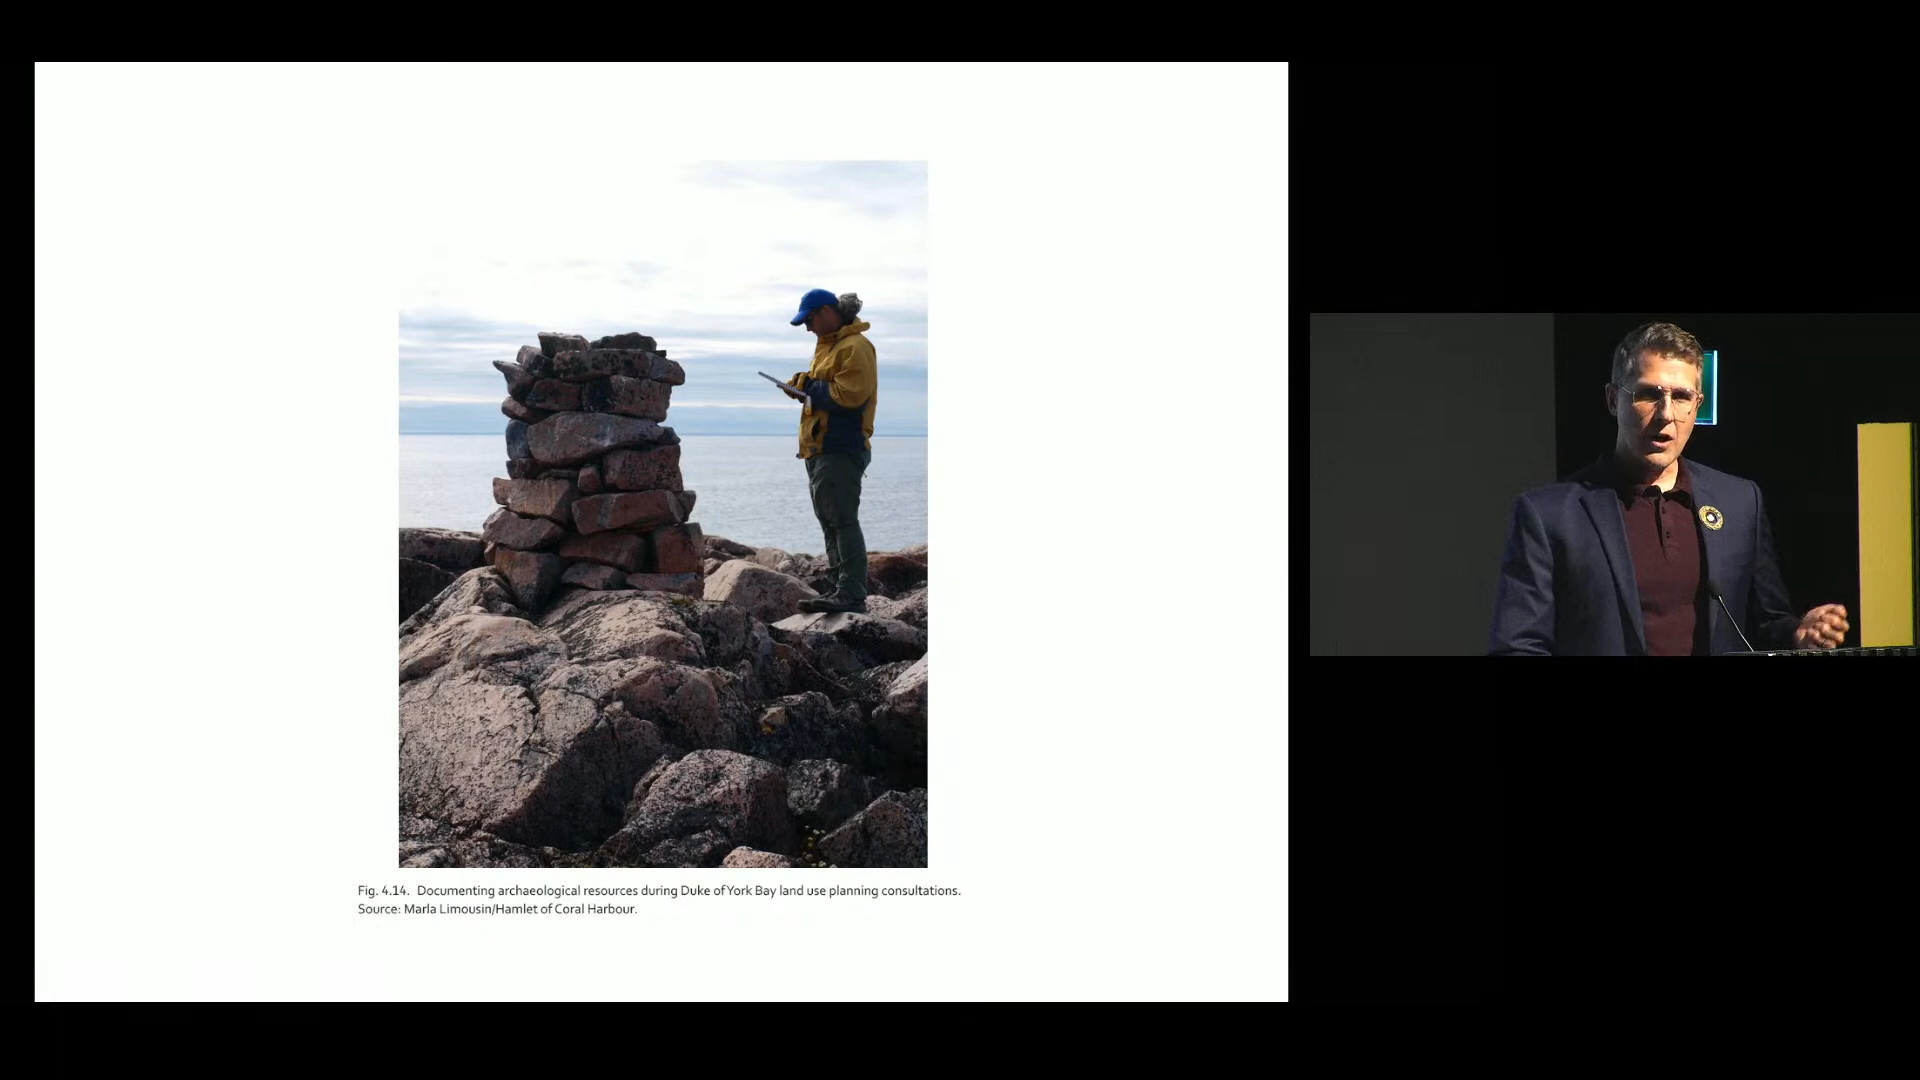 Fig. 4.14. Documenting archaeological resources during Duke of York Bay land use planning consultations.
Source: Marla Limousin/Hamlet of Coral Harbour.